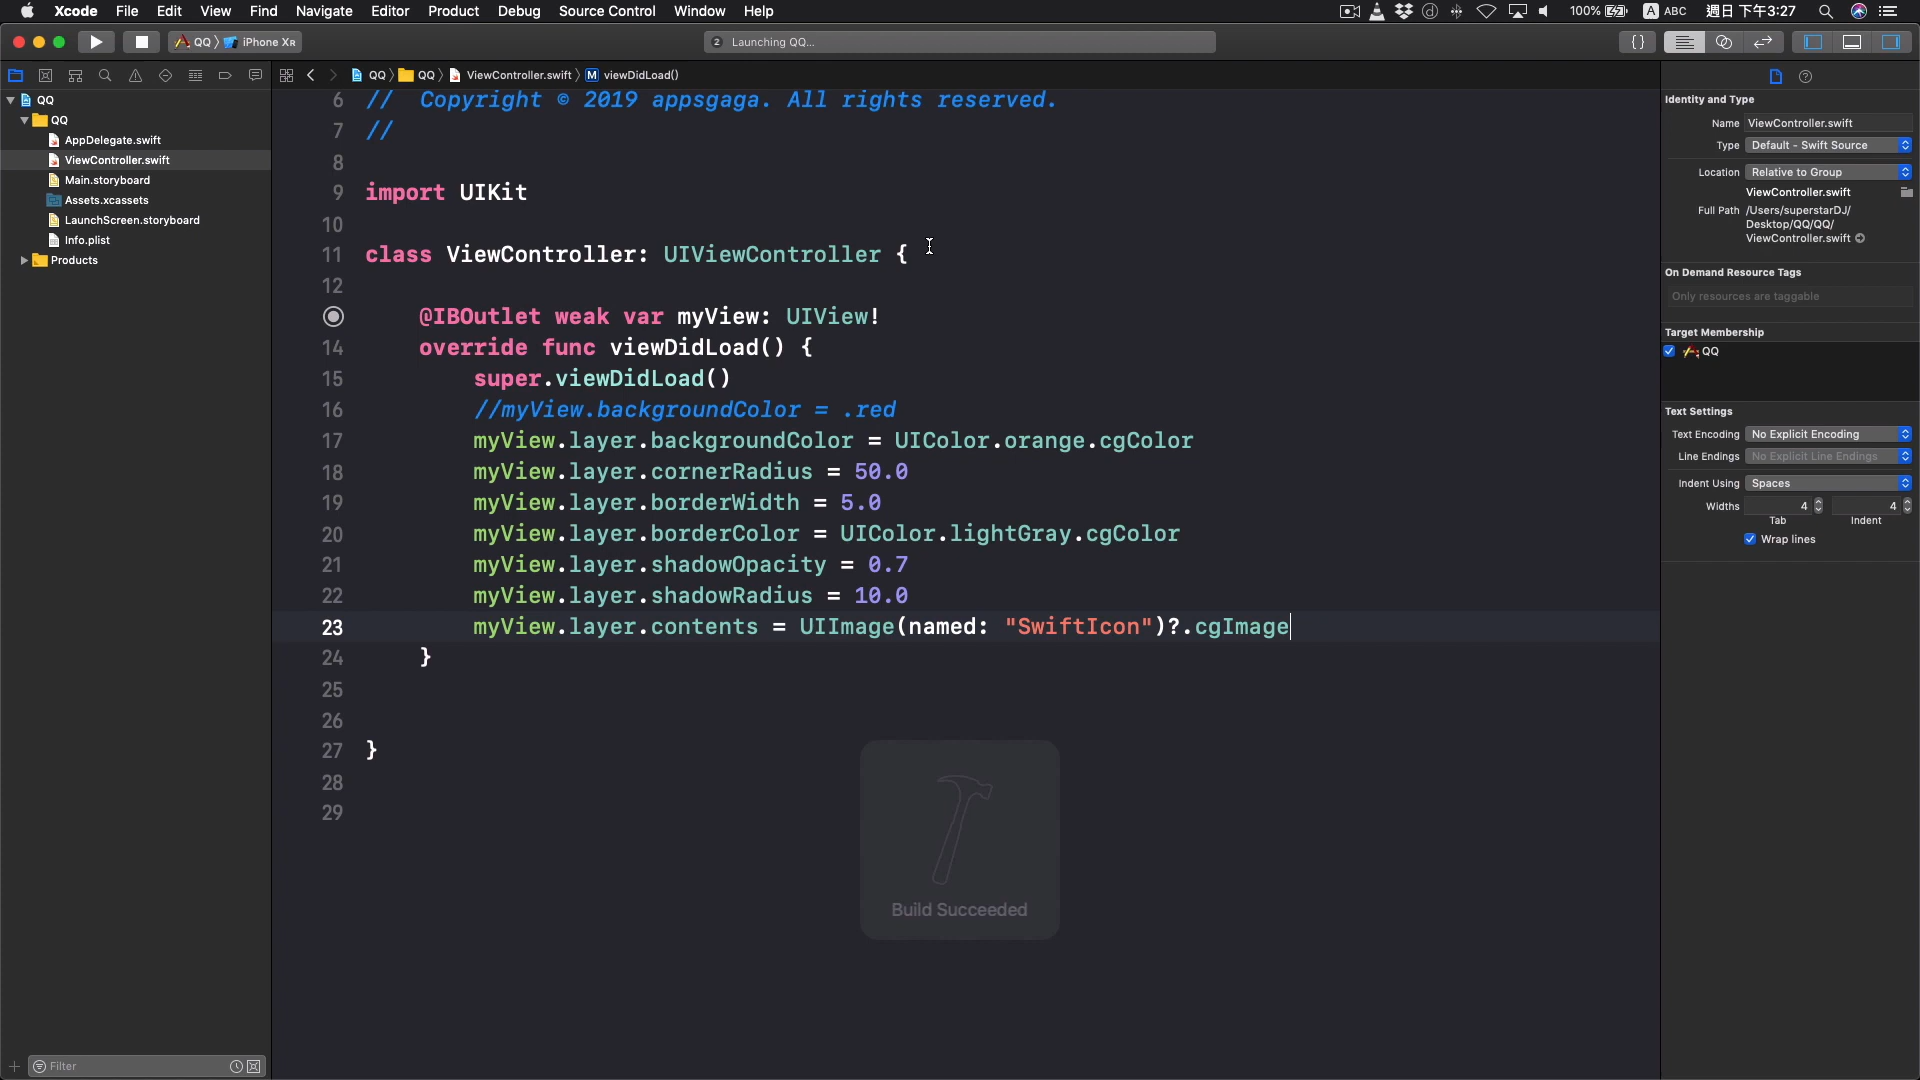 Xcode File Edit View Find Navigate Editor Product Debug Source Control Window Help 100% A ABC 週日 下午3:27
QQ iPhone XR 2 Launching QQ... {}
QQ QQ ViewController.swift M viewDidLoad()
QQ
QQ
AppDelegate.swift
ViewController.swift
Main.storyboard
Assets.xcassets
LaunchScreen.storyboard
Info.plist
Products
Filter
6 // Copyright © 2019 appsgaga. All rights reserved.
7 //
8
9 import UIKit
10
11 class ViewController: UIViewController {
12
@IBOutlet weak var myView: UIView!
14 override func viewDidLoad() {
15 super.viewDidLoad()
16 //myView.backgroundColor = .red
17 myView.layer.backgroundColor = UIColor.orange.cgColor
18 myView.layer.cornerRadius = 50.0
19 myView.layer.borderWidth = 5.0
20 myView.layer.borderColor = UIColor.lightGray.cgColor
21 myView.layer.shadowOpacity = 0.7
22 myView.layer.shadowRadius = 10.0
23 myView.layer.contents = UIImage(named: "SwiftIcon")?.cgImage
24 }
25
26
27 }
28
29
Build Succeeded
Identity and Type
Name ViewController.swift
Type Default - Swift Source
Location Relative to Group
ViewController.swift
Full Path /Users/superstarDJ/
Desktop/QQ/QQ/
ViewController.swift
On Demand Resource Tags
Only resources are taggable
Target Membership
QQ
Text Settings
Text Encoding No Explicit Encoding
Line Endings No Explicit Line Endings
Indent Using Spaces
Widths 4 4
Tab Indent
Wrap lines